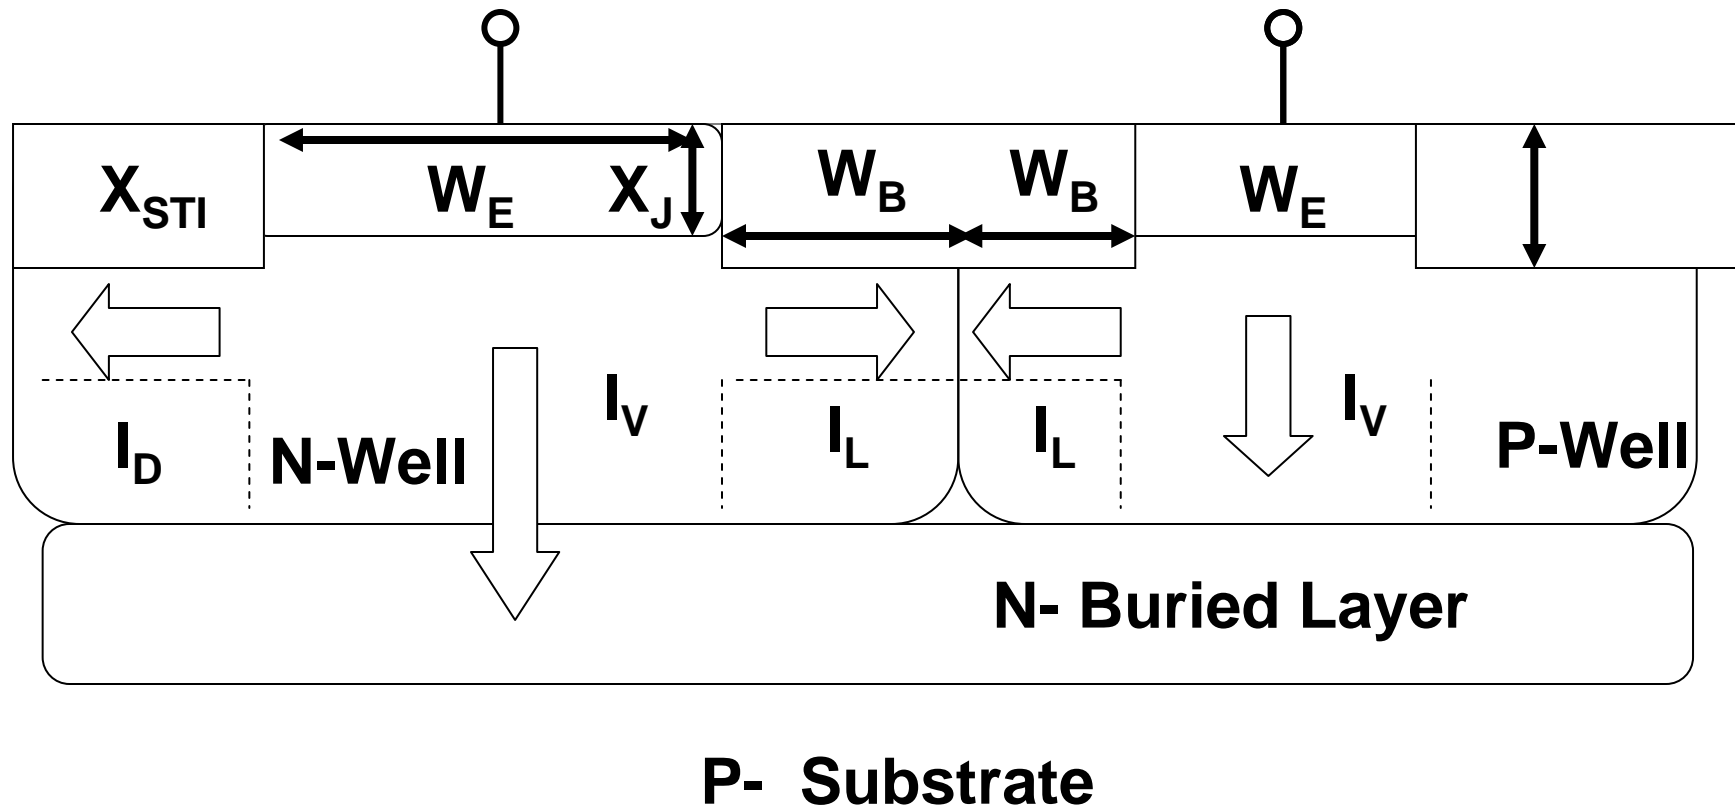 X_STI W_E X_J W_B W_B W_E
I_D N-Well I_V I_L I_L I_V P-Well
N- Buried Layer
P- Substrate